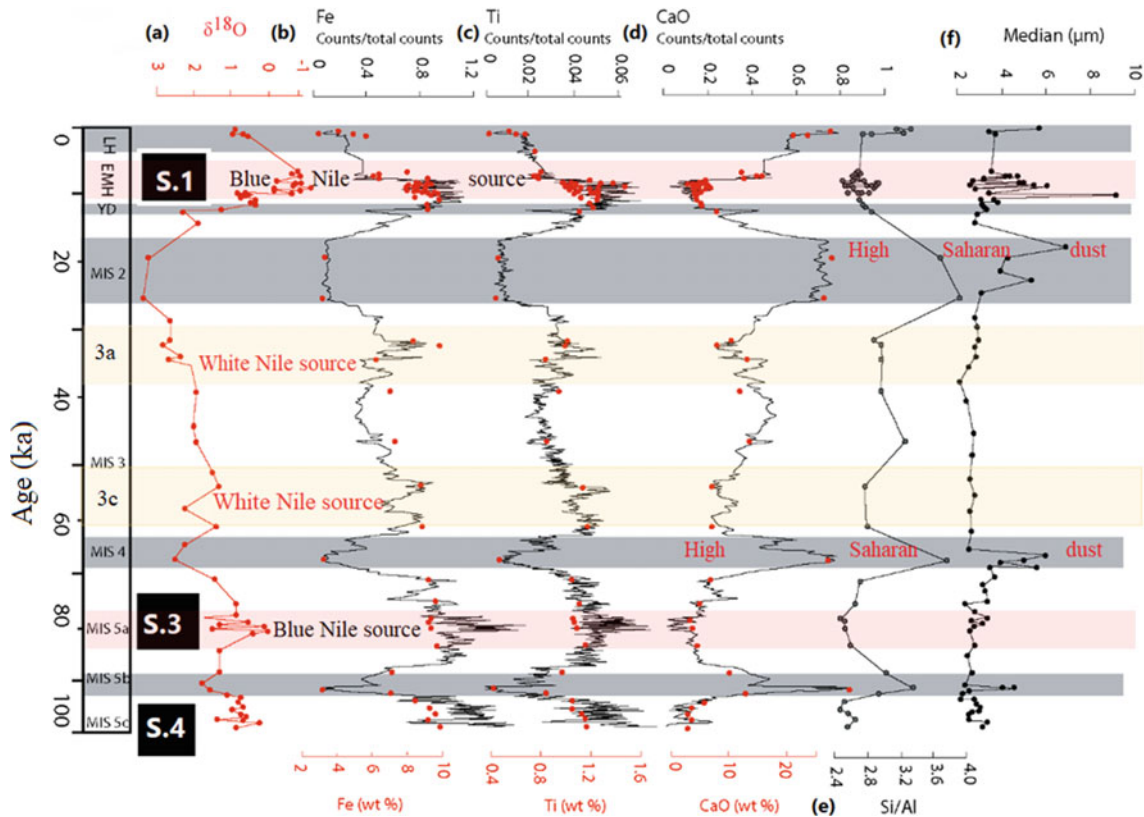 (a) δ18O
3 2 1 0 -1
(b) Fe
Counts/total counts
0 0.4 0.8 1.2
(c) Ti
Counts/total counts
0 0.02 0.04 0.06
(d) CaO
Counts/total counts
0 0.2 0.4 0.6 0.8 1
(f) Median (μm)
2 4 6 8 10
Age (ka)
0
20
40
60
80
100
LH
EMH
YD
MIS 2
3a
MIS 3
3c
MIS 4
MIS 5a
MIS 5b
MIS 5c
S.1
Blue Nile source
High Saharan dust
White Nile source
White Nile source
High Saharan dust
S.3
Blue Nile source
S.4
2 6 10
Fe (wt %)
0.4 0.8 1.2 1.6
Ti (wt %)
0 10 20
CaO (wt %)
2.4 2.8 3.2 3.6 4.0
(e) Si/Al